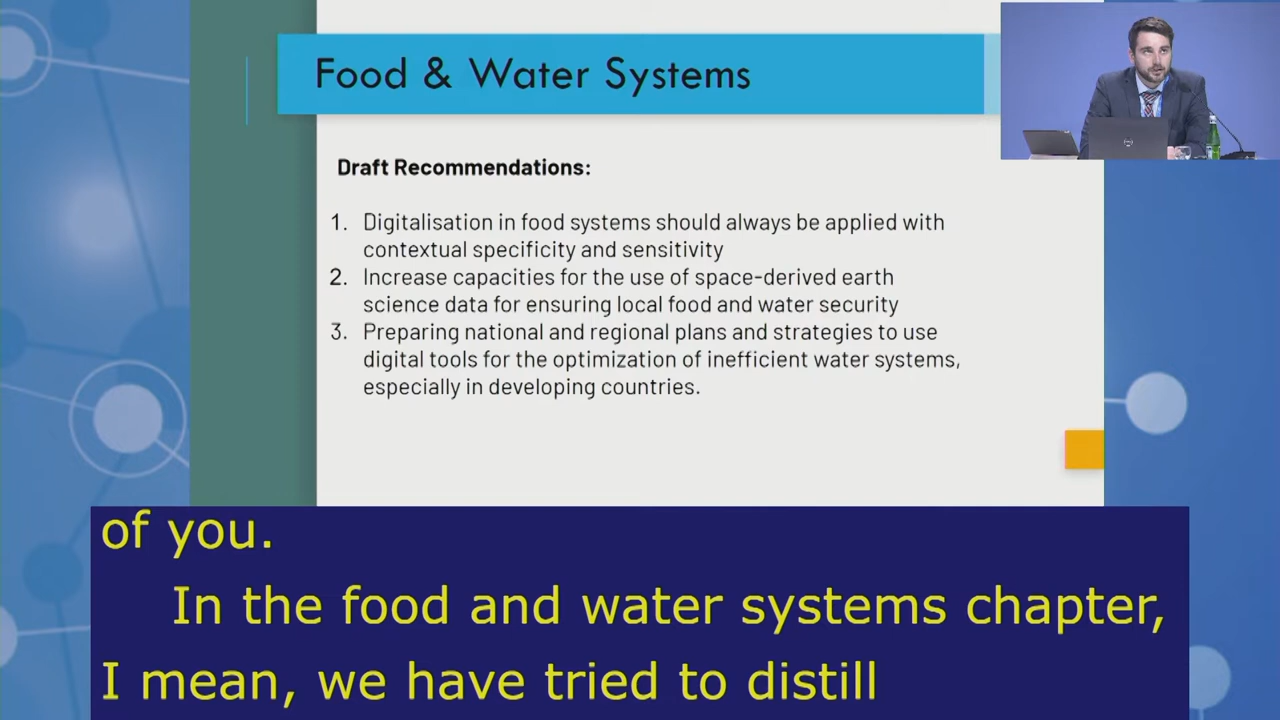 Food & Water Systems
Draft Recommendations:
1. Digitalisation in food systems should always be applied with
contextual specificity and sensitivity
2. Increase capacities for the use of space-derived earth
science data for ensuring local food and water security
3. Preparing national and regional plans and strategies to use
digital tools for the optimization of inefficient water systems,
especially in developing countries.
of you.
In the food and water systems chapter,
I mean, we have tried to distill